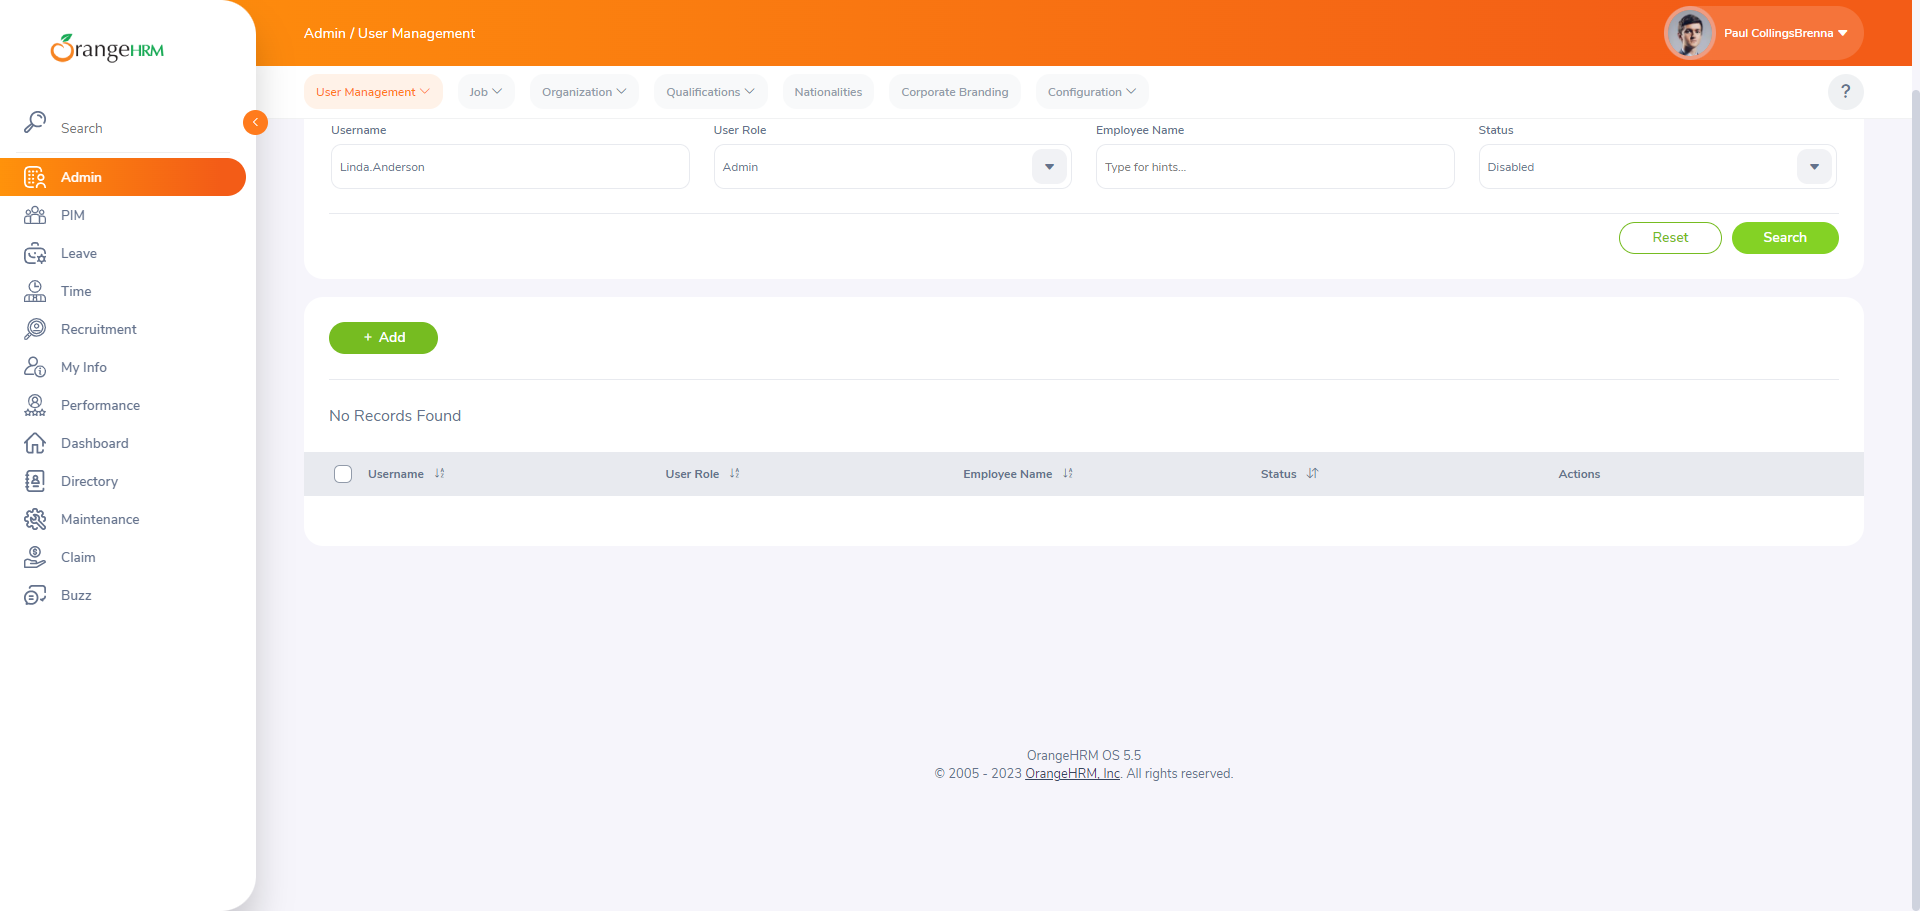 OrangeHRM
Search
Admin
PIM
Leave
Time
Recruitment
My Info
Performance
Dashboard
Directory
Maintenance
Claim
Buzz
Admin / User Management
Paul CollingsBrenna
User Management
Job
Organization
Qualifications
Nationalities
Corporate Branding
Configuration
?
Username
User Role
Employee Name
Status
Linda.Anderson
Admin
Type for hints...
Disabled
Reset
Search
+ Add
No Records Found
Username
User Role
Employee Name
Status
Actions
OrangeHRM OS 5.5
© 2005 - 2023 OrangeHRM, Inc. All rights reserved.